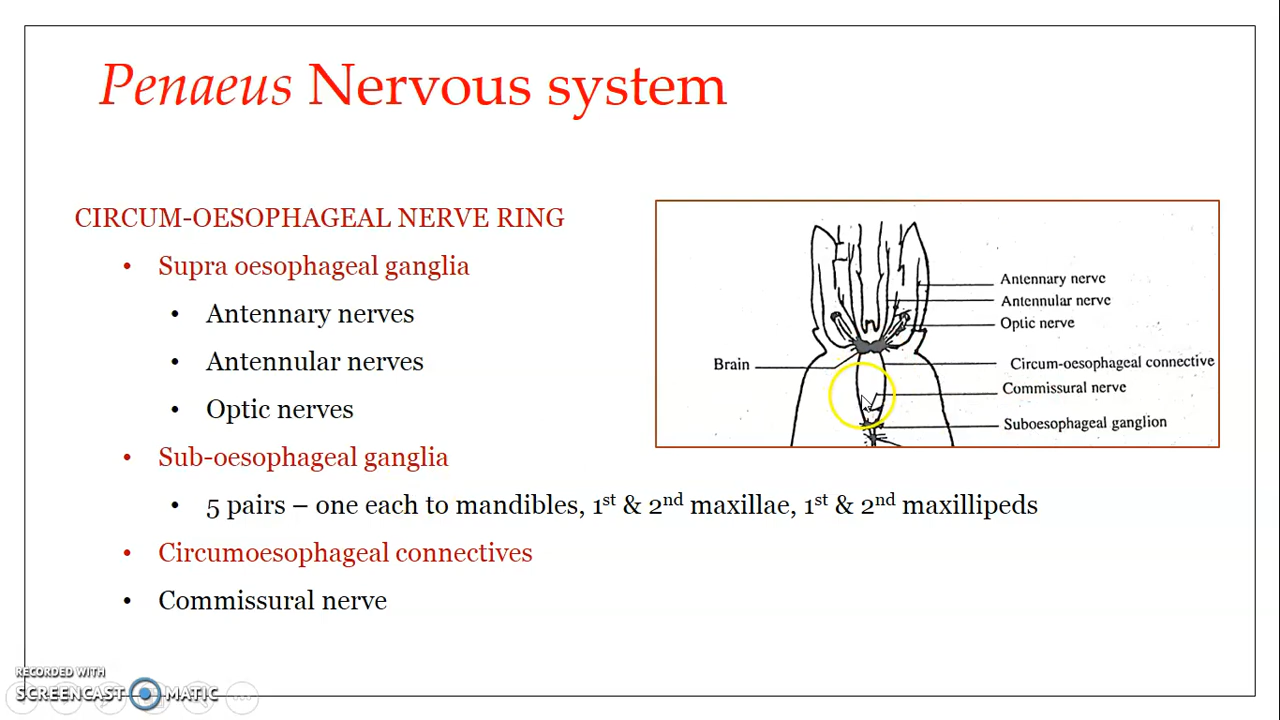 Penaeus Nervous system
CIRCUM-OESOPHAGEAL NERVE RING
• Supra oesophageal ganglia
• Antennary nerves
• Antennular nerves
• Optic nerves
• Sub-oesophageal ganglia
• 5 pairs – one each to mandibles, 1st & 2nd maxillae, 1st & 2nd maxillipeds
• Circumoesophageal connectives
• Commissural nerve
Antennary nerve
Antennular nerve
Optic nerve
Brain
Circum-oesophageal connective
Commissural nerve
Suboesophageal ganglion
RECORDED WITH
SCREENCAST MATIC